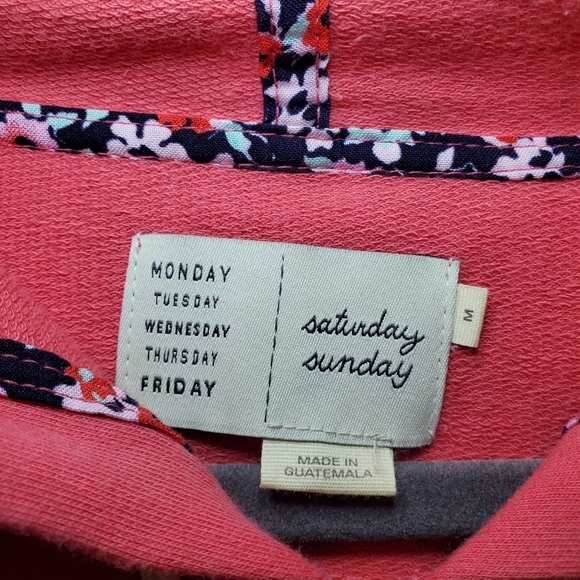 MONDAY
TUESDAY
WEDNESDAY
THURSDAY
FRIDAY
saturday
sunday
M
MADE IN
GUATEMALA